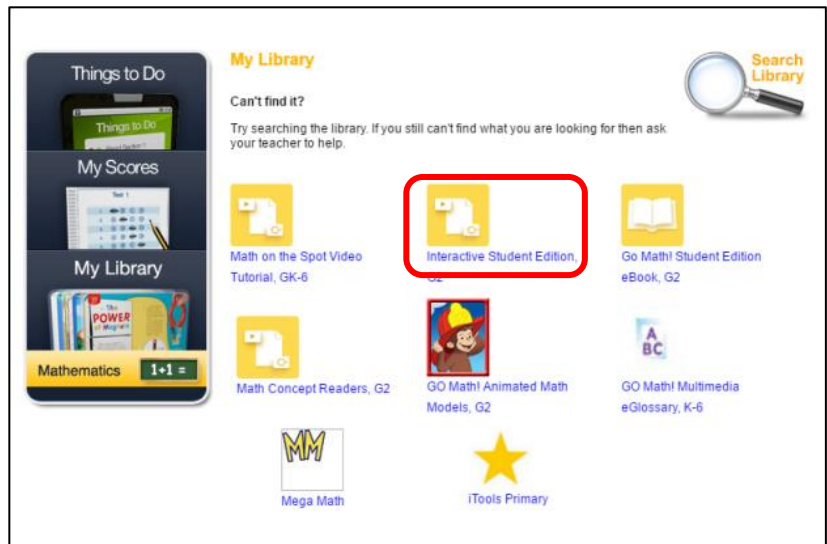 Things to Do
Things to Do
My Scores
Test 1
My Library
The
POWER
of Magnets
Mathematics
1+1 =
My Library
Search
Library
Can't find it?
Try searching the library. If you still can't find what you are looking for then ask
your teacher to help.
Math on the Spot Video
Tutorial, GK-6
Interactive Student Edition,
G2
Go Math! Student Edition
eBook, G2
Math Concept Readers, G2
GO Math! Animated Math
Models, G2
A
BC
GO Math! Multimedia
eGlossary, K-6
MM
Mega Math
iTools Primary